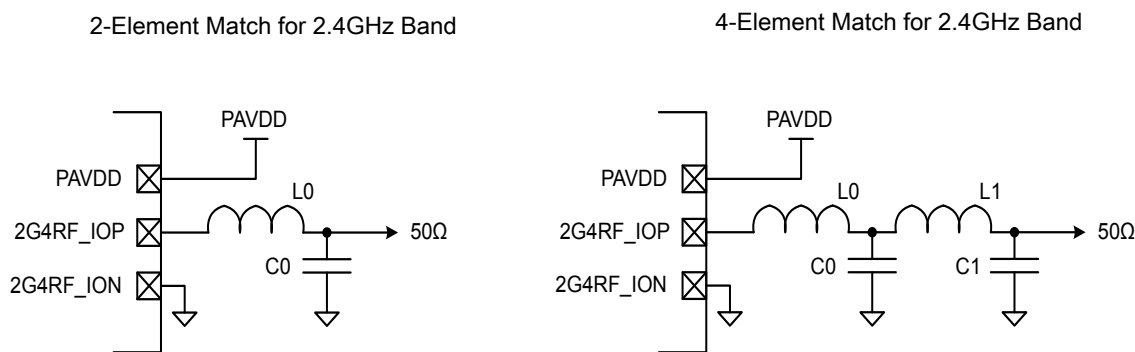 2-Element Match for 2.4GHz Band
4-Element Match for 2.4GHz Band
PAVDD
PAVDD
L0
2G4RF_IOP
50Ω
C0
2G4RF_ION
PAVDD
PAVDD
L0
L1
2G4RF_IOP
50Ω
C0
C1
2G4RF_ION